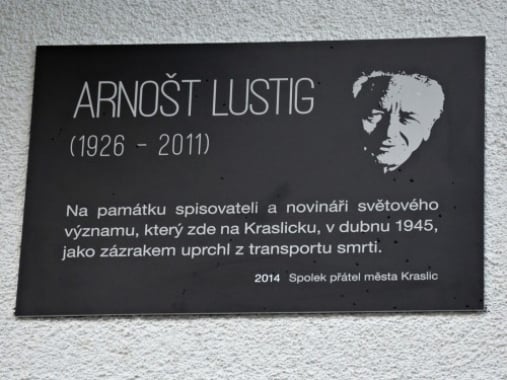 ARNOŠT LUSTIG
(1926 - 2011)
Na památku spisovateli a novináři světového
významu, který zde na Kraslicku, v dubnu 1945,
jako zázrakem uprchl z transportu smrti.
2014 Spolek přátel města Kraslic